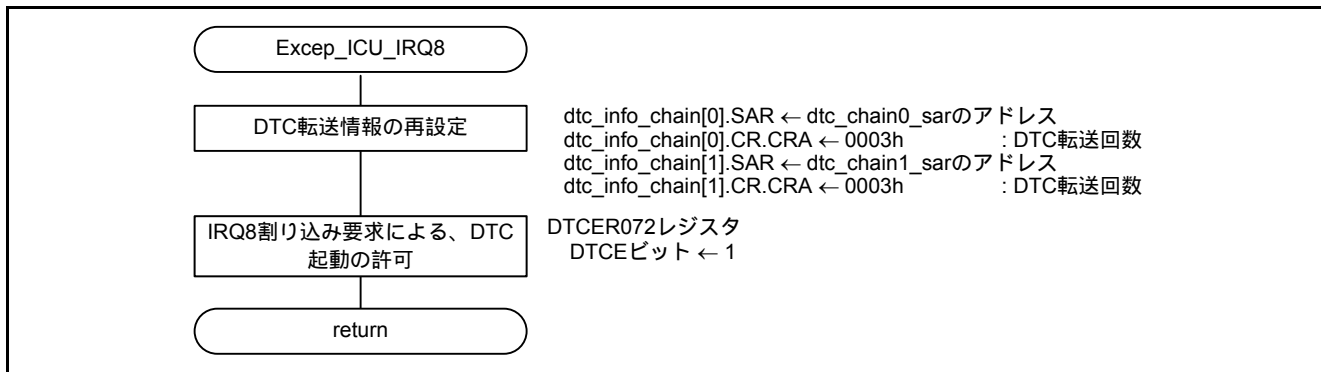 Excep_ICU_IRQ8
DTC転送情報の再設定
dtc_info_chain[0].SAR ← dtc_chain0_sarのアドレス
dtc_info_chain[0].CR.CRA ← 0003h : DTC転送回数
dtc_info_chain[1].SAR ← dtc_chain1_sarのアドレス
dtc_info_chain[1].CR.CRA ← 0003h : DTC転送回数
IRQ8割り込み要求による、DTC
起動の許可
DTCER072レジスタ
DTCEビット ← 1
return